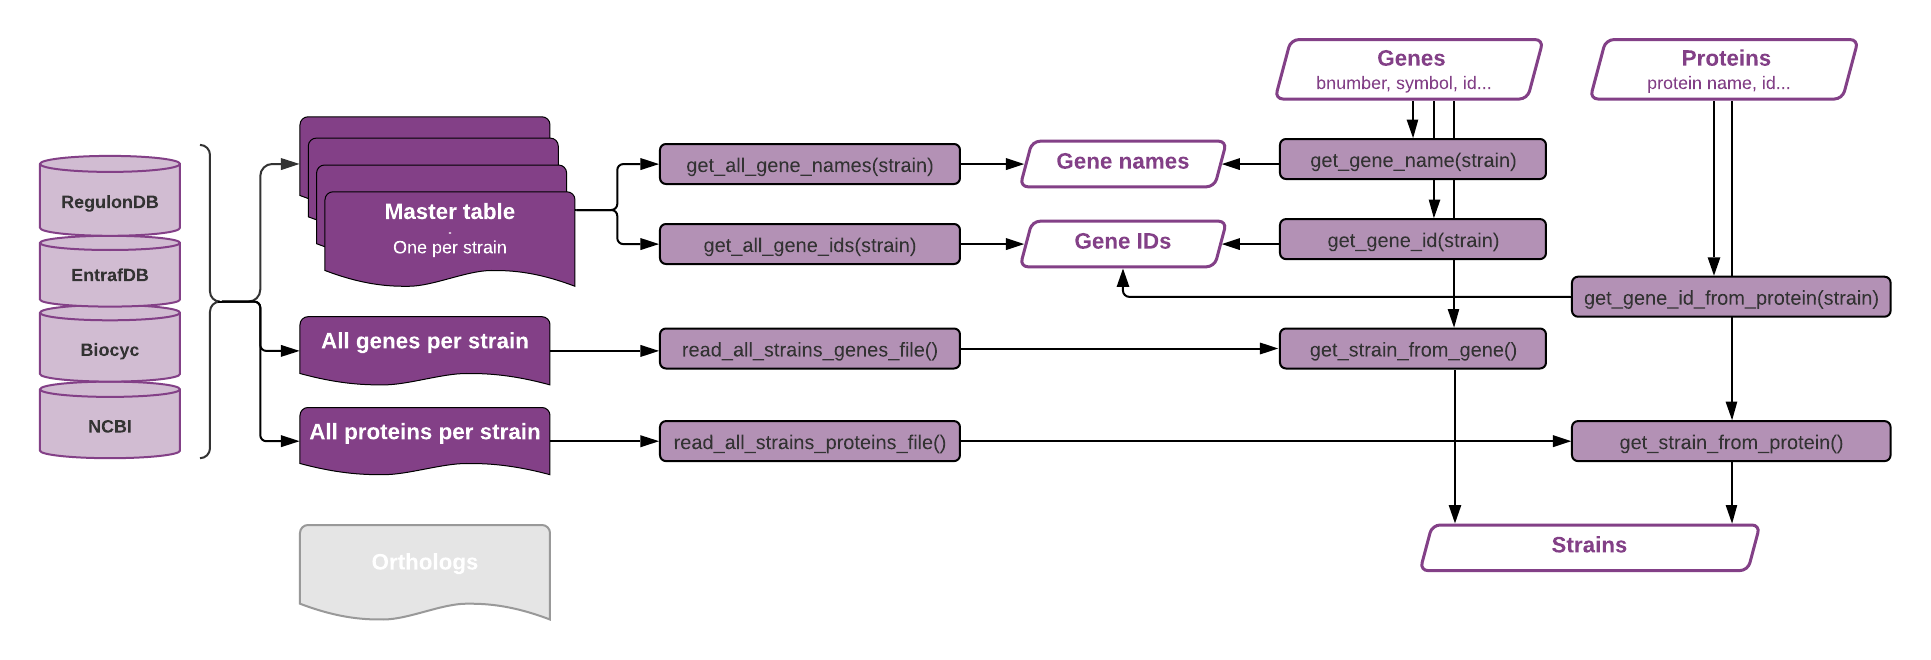 Genes
bnumber, symbol, id...
Proteins
protein name, id...
RegulonDB
EntrafDB
Biocyc
NCBI
Master table
.
One per strain
All genes per strain
All proteins per strain
Orthologs
get_all_gene_names(strain)
get_all_gene_ids(strain)
read_all_strains_genes_file()
read_all_strains_proteins_file()
Gene names
Gene IDs
get_gene_name(strain)
get_gene_id(strain)
get_strain_from_gene()
get_gene_id_from_protein(strain)
get_strain_from_protein()
Strains